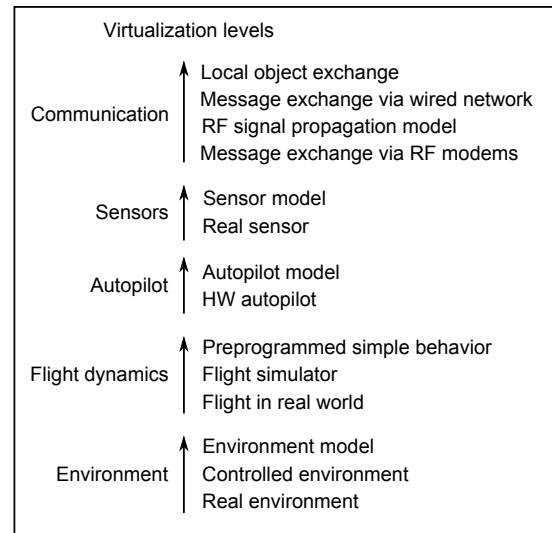 Virtualization levels
Communication
Local object exchange
Message exchange via wired network
RF signal propagation model
Message exchange via RF modems
Sensors
Sensor model
Real sensor
Autopilot
Autopilot model
HW autopilot
Flight dynamics
Preprogrammed simple behavior
Flight simulator
Flight in real world
Environment
Environment model
Controlled environment
Real environment